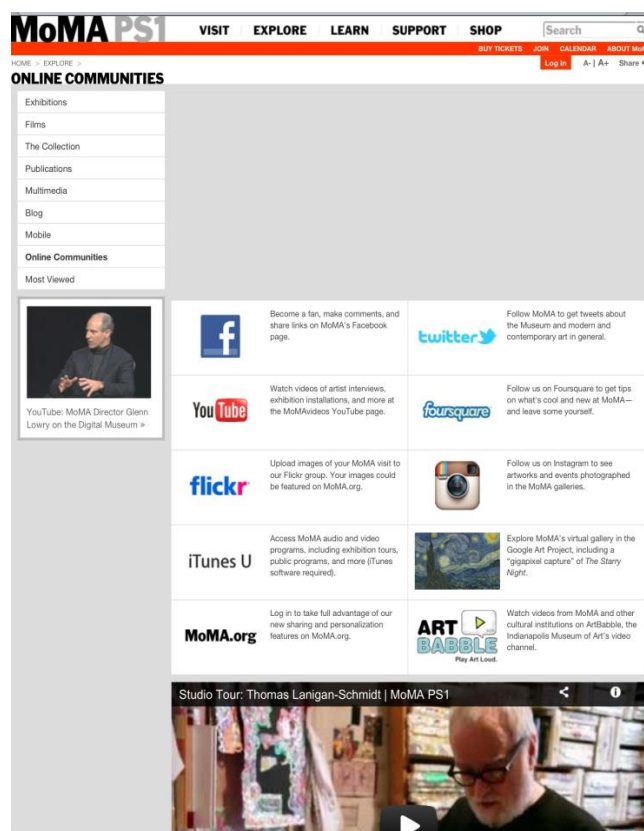 MoMA PS1
VISIT EXPLORE LEARN SUPPORT SHOP
Search
BUY TICKETS JOIN CALENDAR ABOUT
HOME > EXPLORE >
Log In A- | A+ Share
ONLINE COMMUNITIES
Exhibitions
Films
The Collection
Publications
Multimedia
Blog
Mobile
Online Communities
Most Viewed
YouTube: MoMA Director Glenn
Lowry on the Digital Museum »
f
Become a fan, make comments, and
share links on MoMA's Facebook
page.
twitter
Follow MoMA to get tweets about
the Museum and modern and
contemporary art in general.
YouTube
Watch videos of artist interviews,
exhibition installations, and more at
the MoMAvideos YouTube page.
foursquare
Follow us on Foursquare to get tips
on what's cool and new at MoMA—
and leave some yourself.
flickr
Upload images of your MoMA visit to
our Flickr group. Your images could
be featured on MoMA.org.
Follow us on Instagram to see
artworks and events photographed
in the MoMA galleries.
iTunes U
Access MoMA audio and video
programs, including exhibition tours,
public programs, and more (iTunes
software required).
Explore MoMA's virtual gallery in the
Google Art Project, including a
"gigapixel capture" of The Starry
Night.
MoMA.org
Log in to take full advantage of our
new sharing and personalization
features on MoMA.org.
ART
BABBLE
Play Art Loud.
Watch videos from MoMA and other
cultural institutions on ArtBabble, the
Indianapolis Museum of Art's video
channel.
Studio Tour: Thomas Lanigan-Schmidt | MoMA PS1